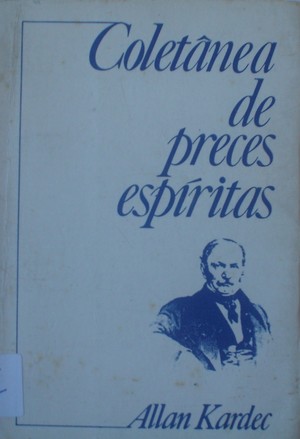 Coletânea
de
preces
espíritas
Allan Kardec